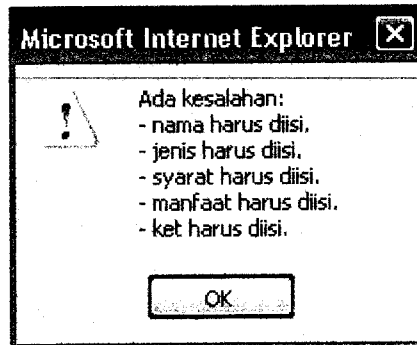 Microsoft Internet Explorer
Ada kesalahan:
- nama harus diisi.
- jenis harus diisi.
- syarat harus diisi.
- manfaat harus diisi.
- ket harus diisi.
OK